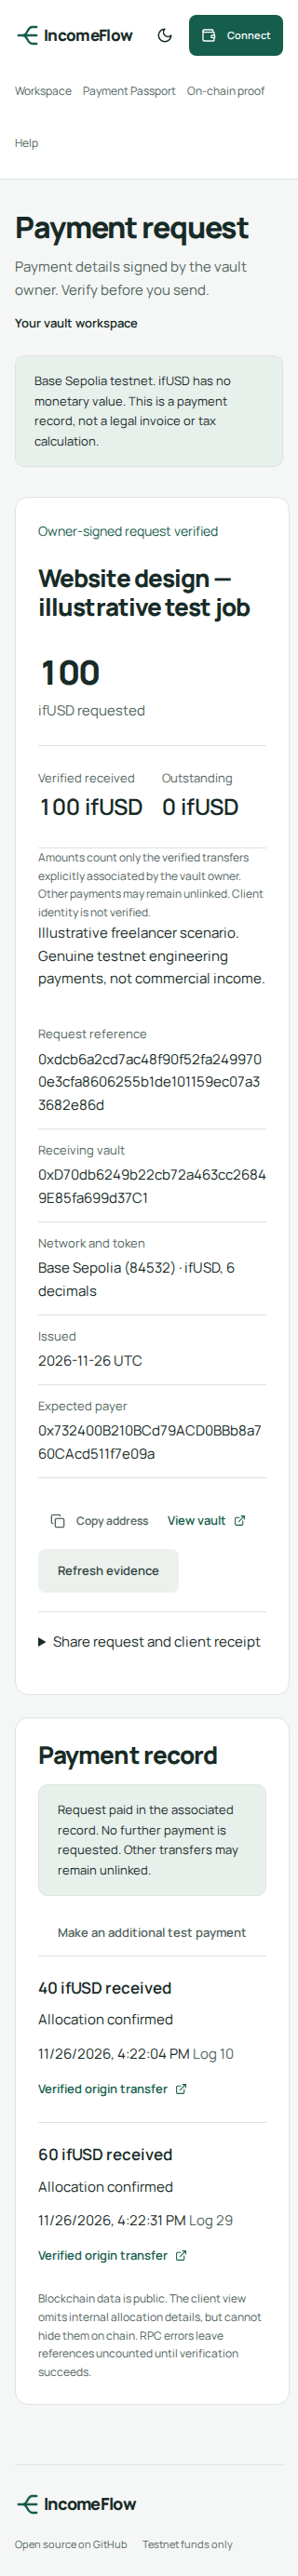 IncomeFlow
Connect
Workspace Payment Passport On-chain proof
Help
Payment request
Payment details signed by the vault
owner. Verify before you send.
Your vault workspace
Base Sepolia testnet. ifUSD has no
monetary value. This is a payment
record, not a legal invoice or tax
calculation.
Owner-signed request verified
Website design —
illustrative test job
100
ifUSD requested
Verified received Outstanding
100 ifUSD 0 ifUSD
Amounts count only the verified transfers
explicitly associated by the vault owner.
Other payments may remain unlinked. Client
identity is not verified.
Illustrative freelancer scenario.
Genuine testnet engineering
payments, not commercial income.
Request reference
0xdcb6a2cd7ac48f90f52fa249970
0e3cfa8606255b1de101159ec07a3
3682e86d
Receiving vault
0xD70db6249b22cb72a463cc2684
9E85fa699d37C1
Network and token
Base Sepolia (84532) · ifUSD, 6
decimals
Issued
2026-11-26 UTC
Expected payer
0x732400B210BCd79ACD0BBb8a7
60CAcd511f7e09a
Copy address View vault
Refresh evidence
Share request and client receipt
Payment record
Request paid in the associated
record. No further payment is
requested. Other transfers may
remain unlinked.
Make an additional test payment
40 ifUSD received
Allocation confirmed
11/26/2026, 4:22:04 PM Log 10
Verified origin transfer
60 ifUSD received
Allocation confirmed
11/26/2026, 4:22:31 PM Log 29
Verified origin transfer
Blockchain data is public. The client view
omits internal allocation details, but cannot
hide them on chain. RPC errors leave
references uncounted until verification
succeeds.
IncomeFlow
Open source on GitHub Testnet funds only